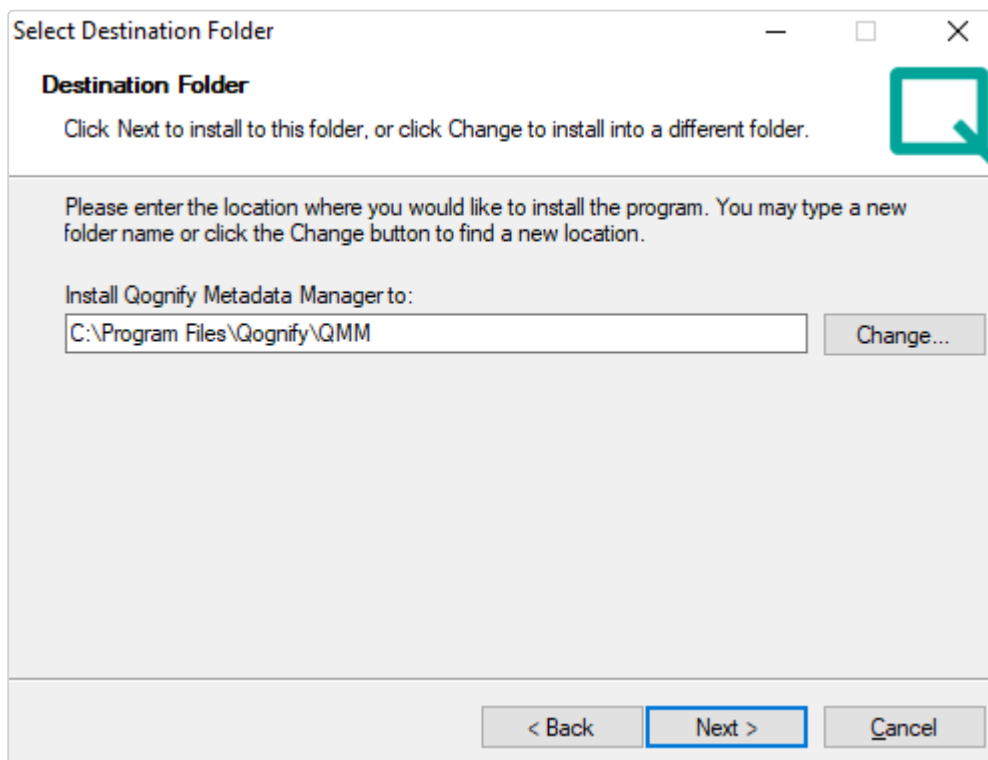 Select Destination Folder
Destination Folder
Click Next to install to this folder, or click Change to install into a different folder.
Please enter the location where you would like to install the program. You may type a new
folder name or click the Change button to find a new location.
Install Qognify Metadata Manager to:
C:\Program Files\Qognify\QMM
Change...
< Back
Next >
Cancel